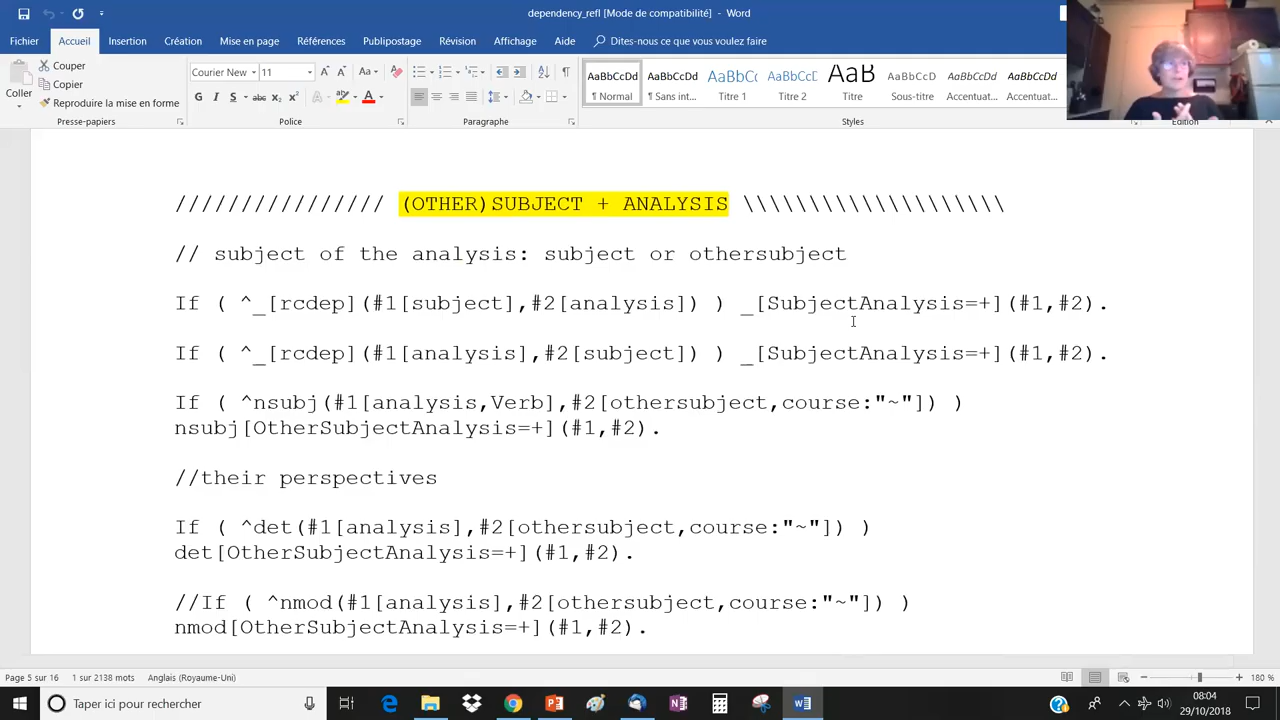 dependency_refl [Mode de compatibilité] - Word
Fichier Accueil Insertion Création Mise en page Références Publipostage Révision Affichage Aide Dites-nous ce que vous voulez faire
Coller
Couper
Copier
Reproduire la mise en forme
Presse-papiers
Courier New 11
Police
Paragraphe
AaBbCcDd AaBbCcDd AaBbCc AaBbCcC AaB AaBbCcD AaBbCcDd AaBbCcDd
¶ Normal ¶ Sans int... Titre 1 Titre 2 Titre Sous-titre Accentuat... Accentuat...
Styles
Edition
//////////////// (OTHER)SUBJECT + ANALYSIS \\\\\\\\\\\\\\\\\\\\
// subject of the analysis: subject or othersubject
If ( ^_[rcdep](#1[subject],#2[analysis]) ) _[SubjectAnalysis=+](#1,#2).
If ( ^_[rcdep](#1[analysis],#2[subject]) ) _[SubjectAnalysis=+](#1,#2).
If ( ^nsubj(#1[analysis,Verb],#2[othersubject,course:"~"]) )
nsubj[OtherSubjectAnalysis=+](#1,#2).
//their perspectives
If ( ^det(#1[analysis],#2[othersubject,course:"~"]) )
det[OtherSubjectAnalysis=+](#1,#2).
//If ( ^nmod(#1[analysis],#2[othersubject,course:"~"]) )
nmod[OtherSubjectAnalysis=+](#1,#2).
Page 5 sur 16 1 sur 2138 mots Anglais (Royaume-Uni) 180 %
Taper ici pour rechercher
08:04
29/10/2018